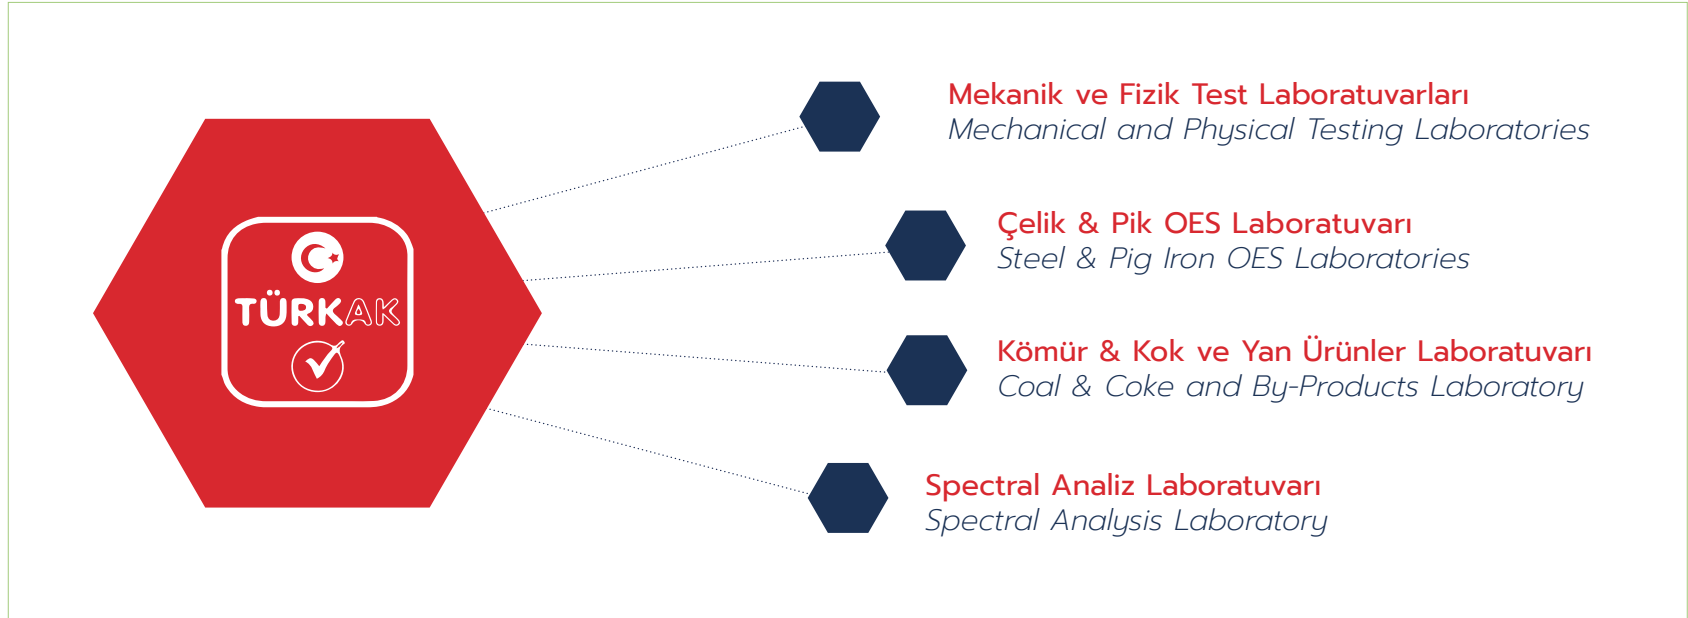 TÜRKAK
Mekanik ve Fizik Test Laboratuvarları
Mechanical and Physical Testing Laboratories
Çelik & Pik OES Laboratuvarı
Steel & Pig Iron OES Laboratories
Kömür & Kok ve Yan Ürünler Laboratuvarı
Coal & Coke and By-Products Laboratory
Spectral Analiz Laboratuvarı
Spectral Analysis Laboratory